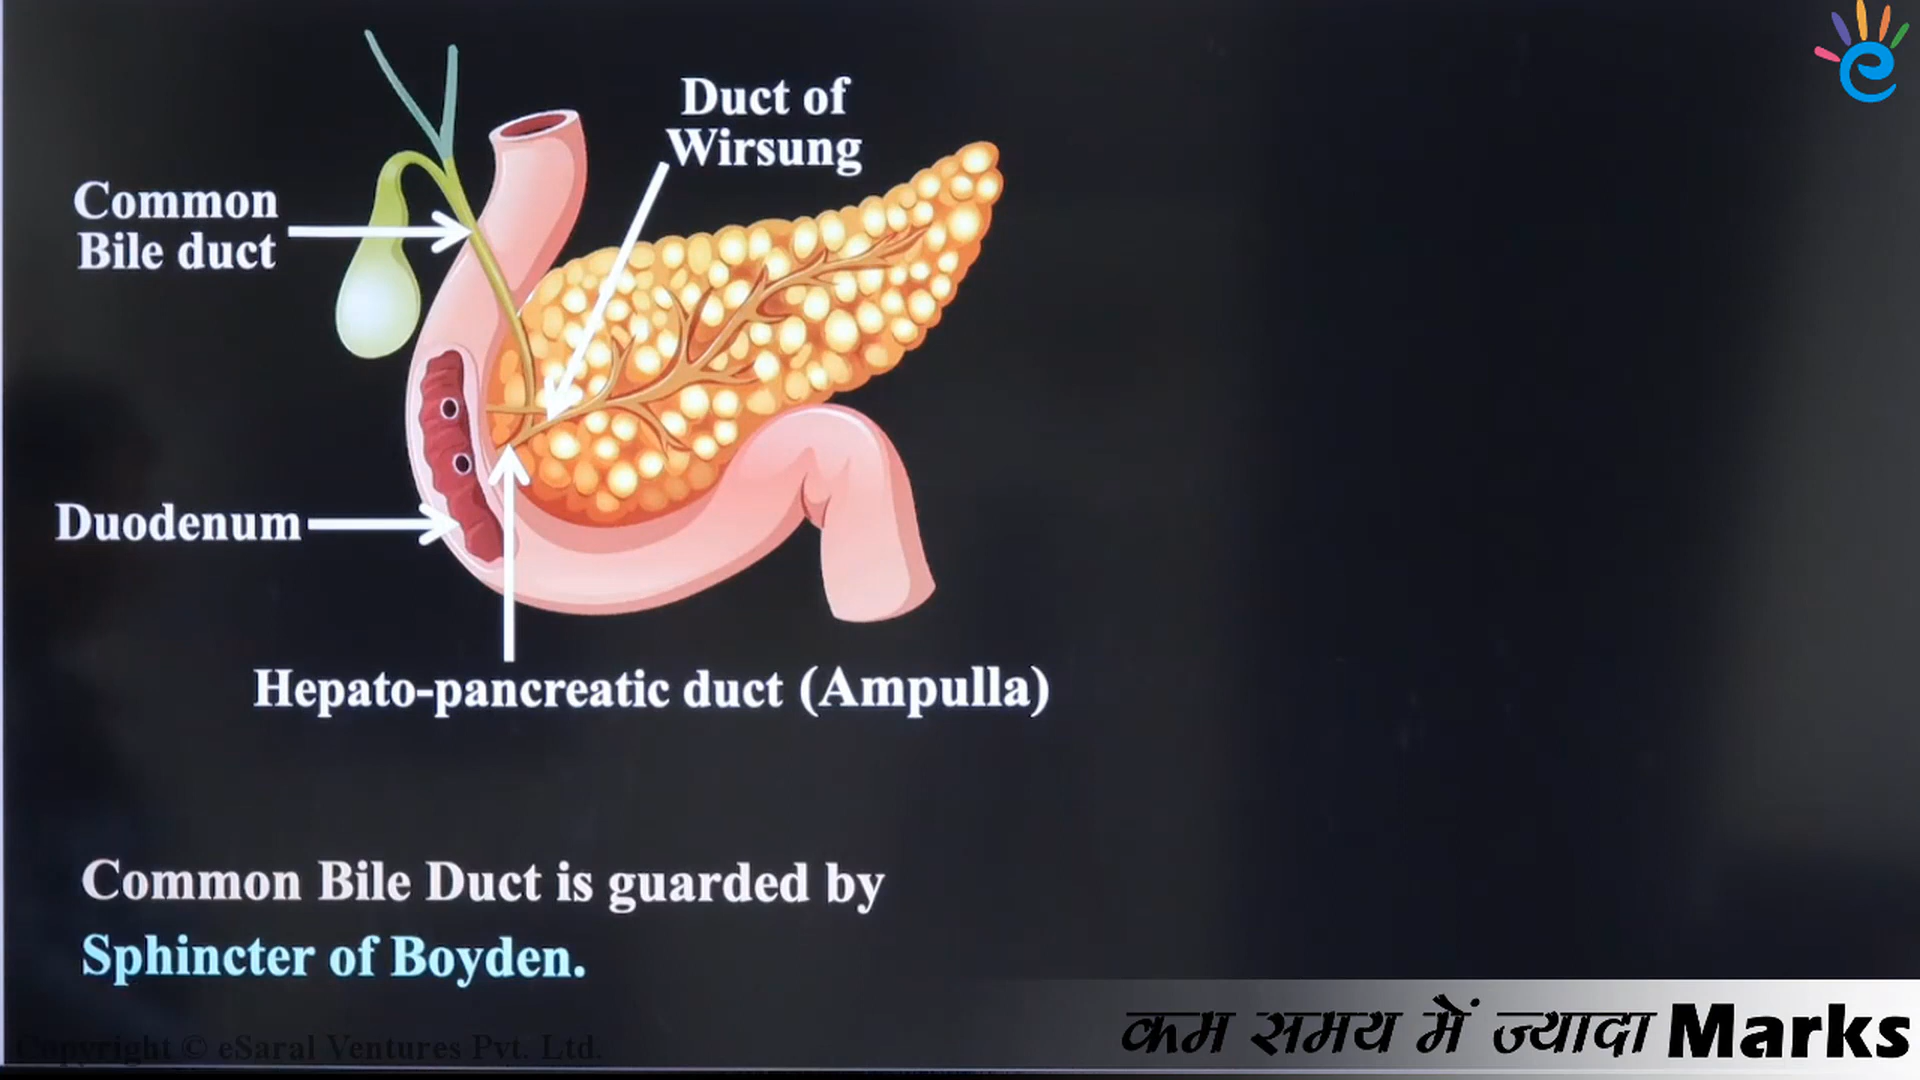 Duct of
Wirsung
Common
Bile duct
Duodenum
Hepato-pancreatic duct (Ampulla)
Common Bile Duct is guarded by
Sphincter of Boyden.
Copyright © eSaral Ventures Pvt. Ltd.
कम समय में ज्यादा Marks